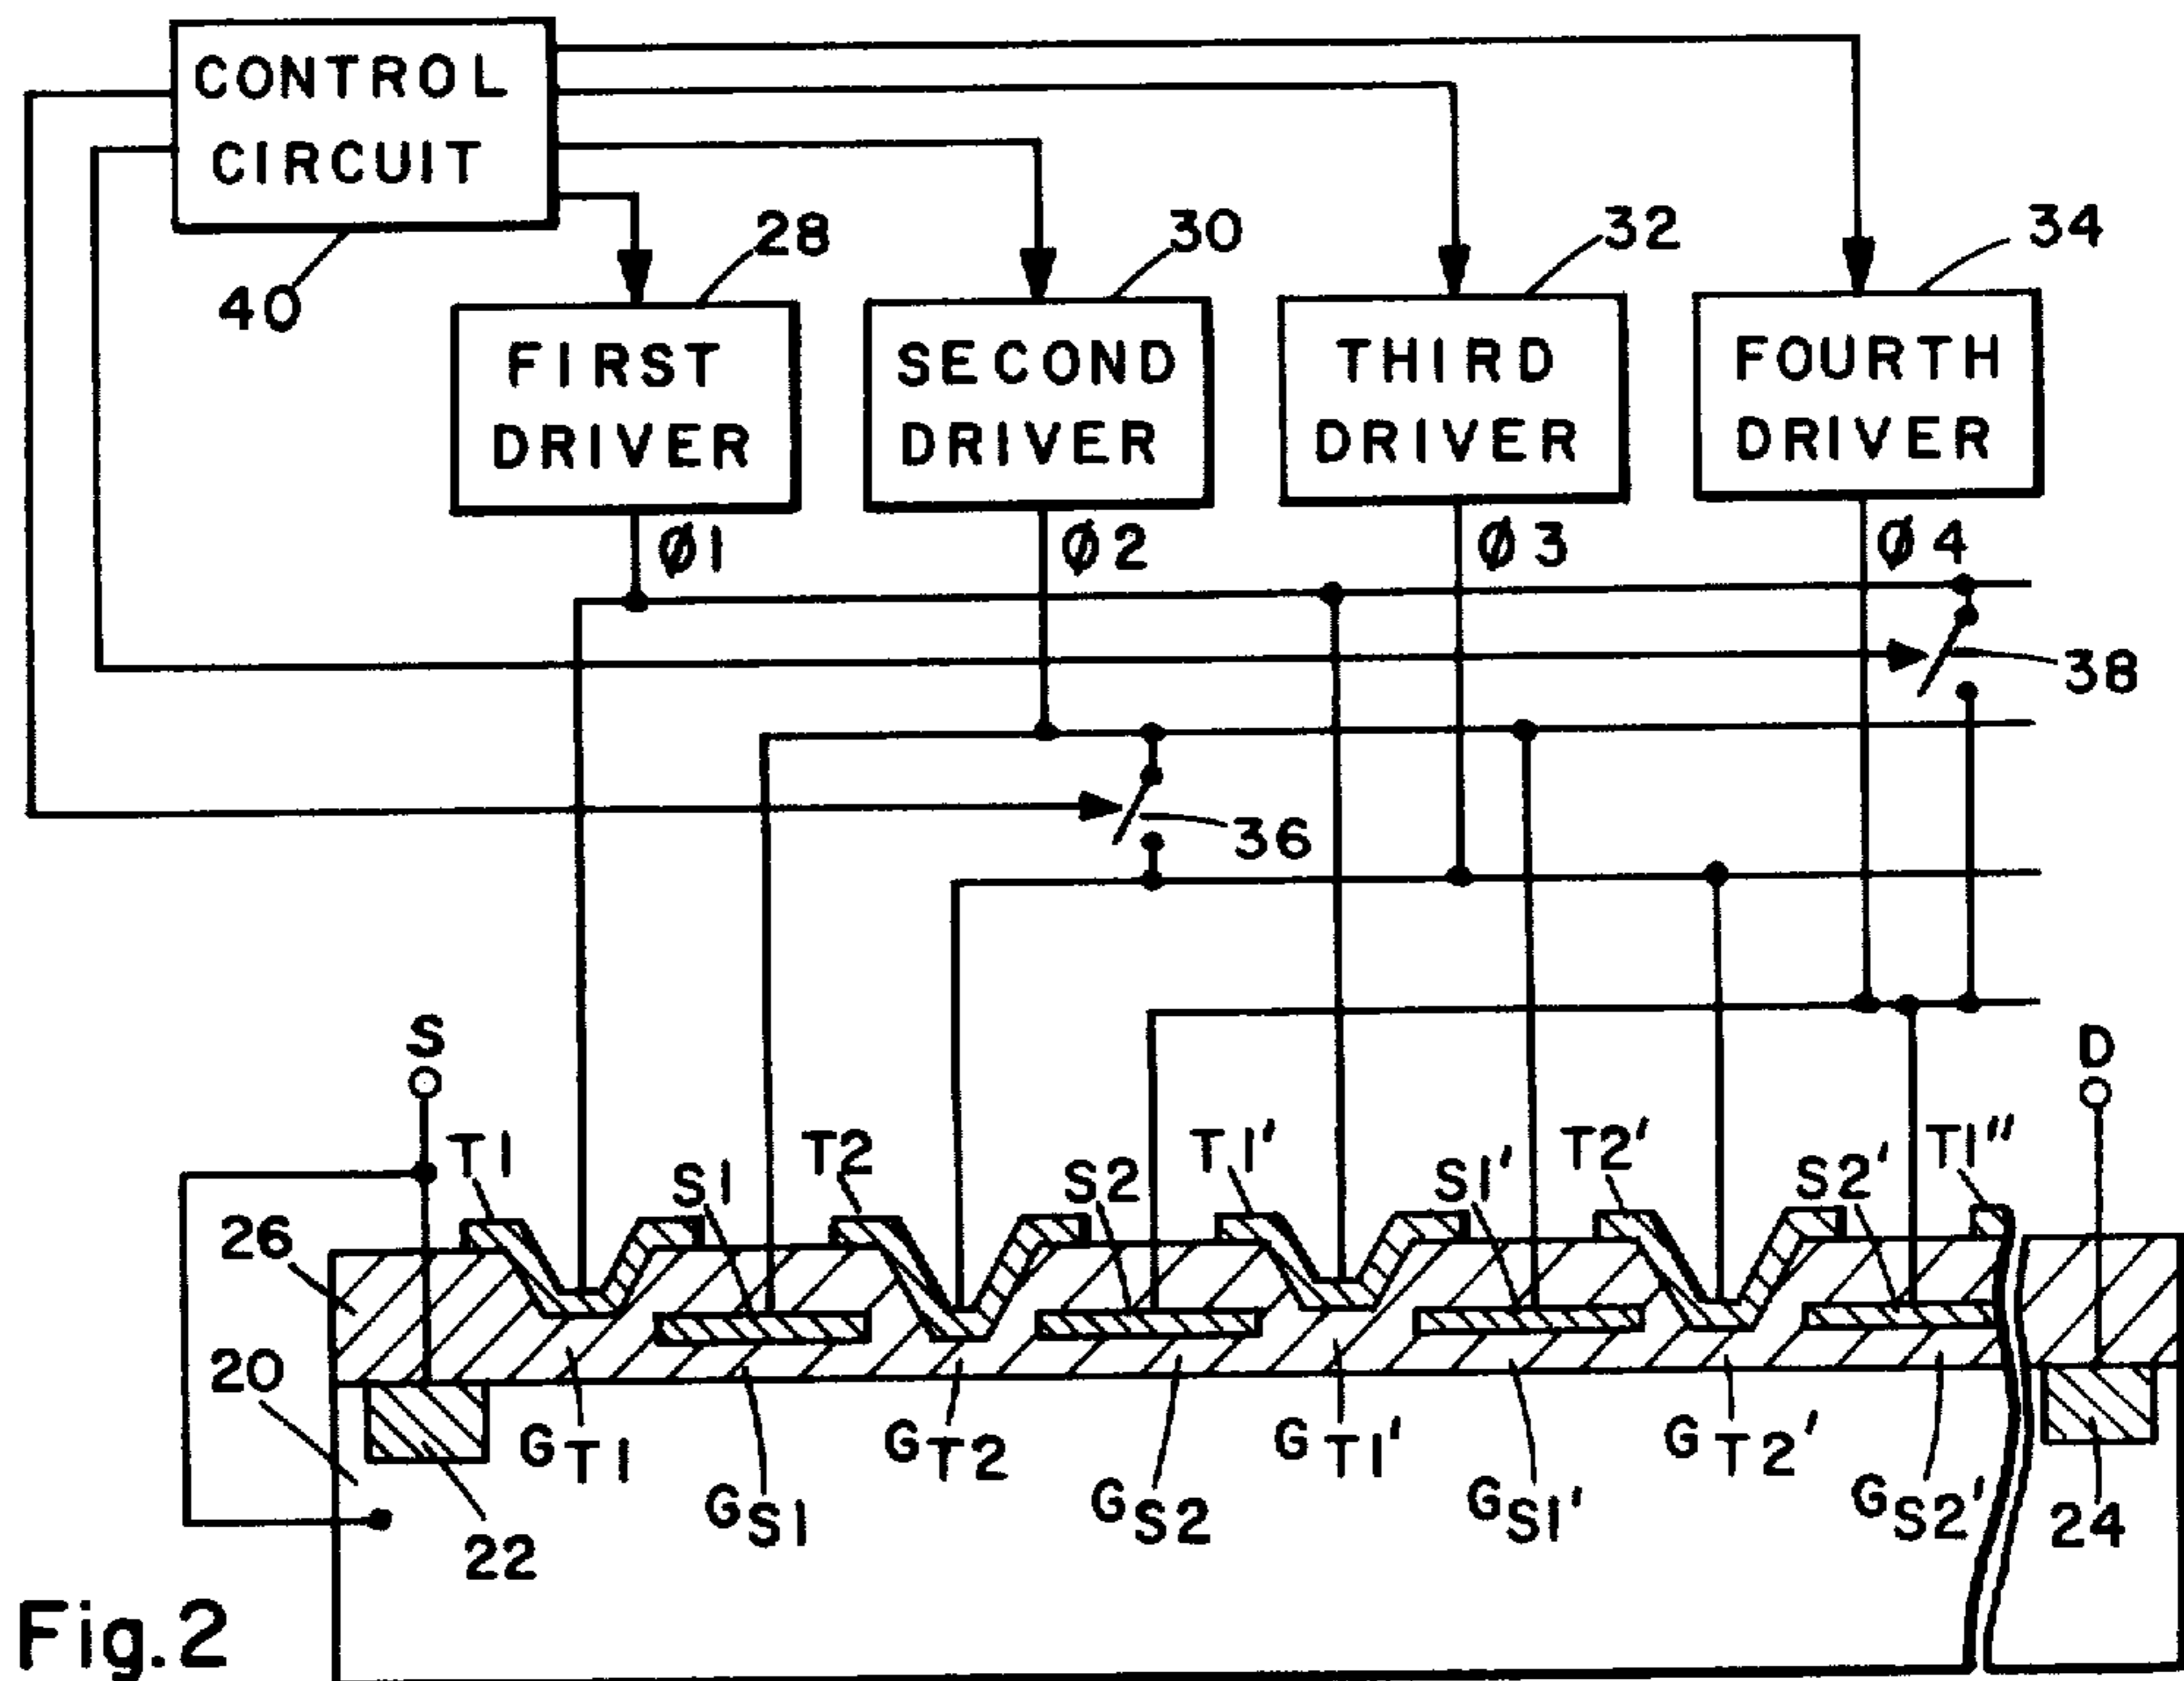 CONTROL
CIRCUIT
40
28
30
32
34
FIRST
DRIVER
SECOND
DRIVER
THIRD
DRIVER
FOURTH
DRIVER
Ø1
Ø2
Ø3
Ø4
38
36
S
D
T1
S1
T2
S2
T1'
S1'
T2'
S2'
T1"
26
20
GT1
GS1
GT2
GS2
GT1'
GS1'
GT2'
GS2'
22
24
Fig.2